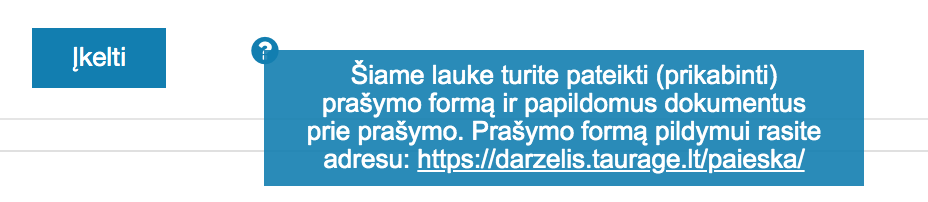 Įkelti
?
Šiame lauke turite pateikti (prikabinti)
prašymo formą ir papildomus dokumentus
prie prašymo. Prašymo formą pildymui rasite
adresu: https://darzelis.taurage.lt/paieska/